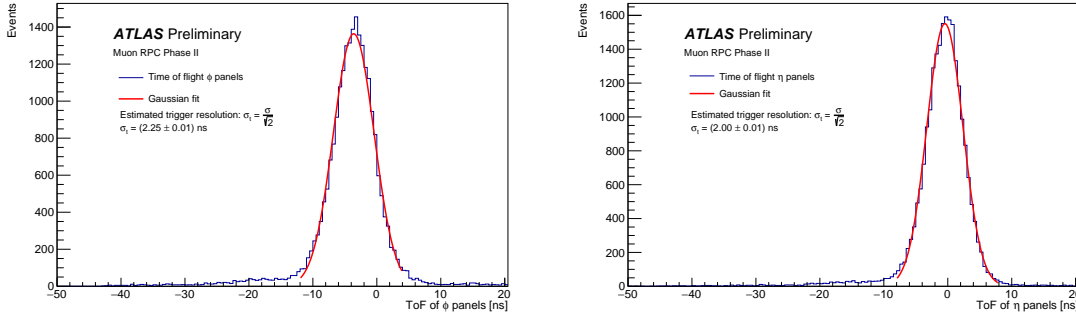 Events
1400
1200
1000
800
600
400
200
0
ATLAS Preliminary
Muon RPC Phase II
Time of flight ϕ panels
Gaussian fit
Estimated trigger resolution: σt = σ/√2
σt = (2.25 ± 0.01) ns
−50 −40 −30 −20 −10 0 10 20
ToF of ϕ panels [ns]
Events
1600
1400
1200
1000
800
600
400
200
0
ATLAS Preliminary
Muon RPC Phase II
Time of flight η panels
Gaussian fit
Estimated trigger resolution: σt = σ/√2
σt = (2.00 ± 0.01) ns
−50 −40 −30 −20 −10 0 10 20
ToF of η panels [ns]